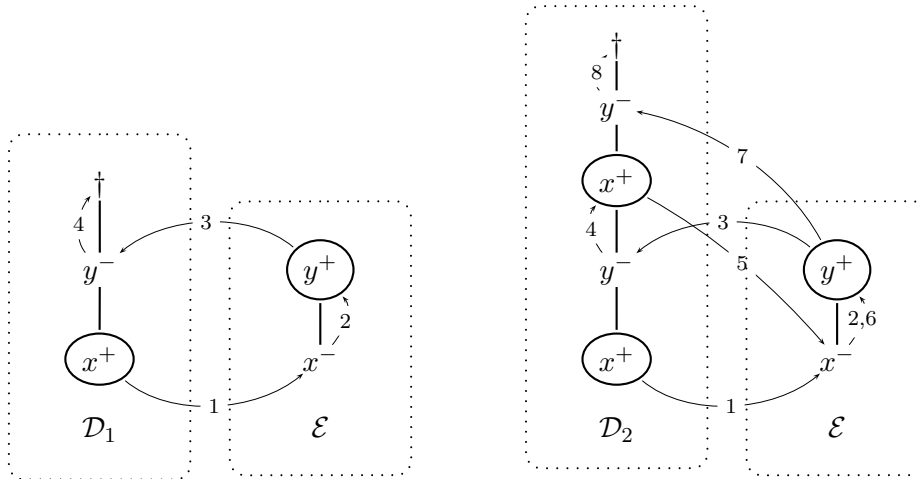 †
4
y⁻
x⁺
3
y⁺
2
x⁻
1
𝒟₁
ℰ
†
8
y⁻
7
x⁺
4
3
5
y⁻
y⁺
2,6
x⁺
x⁻
1
𝒟₂
ℰ